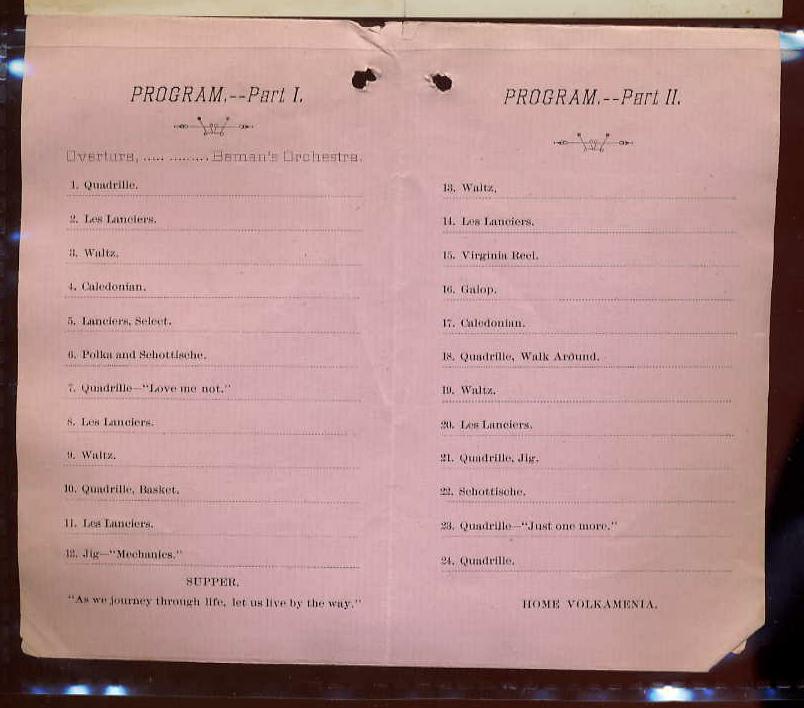 PROGRAM.--Part I.
Overture, ..... .......... Beman's Orchestra.
1. Quadrille.
2. Les Lanciers.
3. Waltz.
4. Caledonian.
5. Lanciers, Select.
6. Polka and Schottische.
7. Quadrille—"Love me not."
8. Les Lanciers.
9. Waltz.
10. Quadrille, Basket.
11. Les Lanciers.
12. Jig—"Mechanics."
SUPPER.
"As we journey through life, let us live by the way."
PROGRAM.--Part II.
13. Waltz.
14. Les Lanciers.
15. Virginia Reel.
16. Galop.
17. Caledonian.
18. Quadrille, Walk Around.
19. Waltz.
20. Les Lanciers.
21. Quadrille, Jig.
22. Schottische.
23. Quadrille—"Just one more."
24. Quadrille.
HOME VOLKAMENIA.